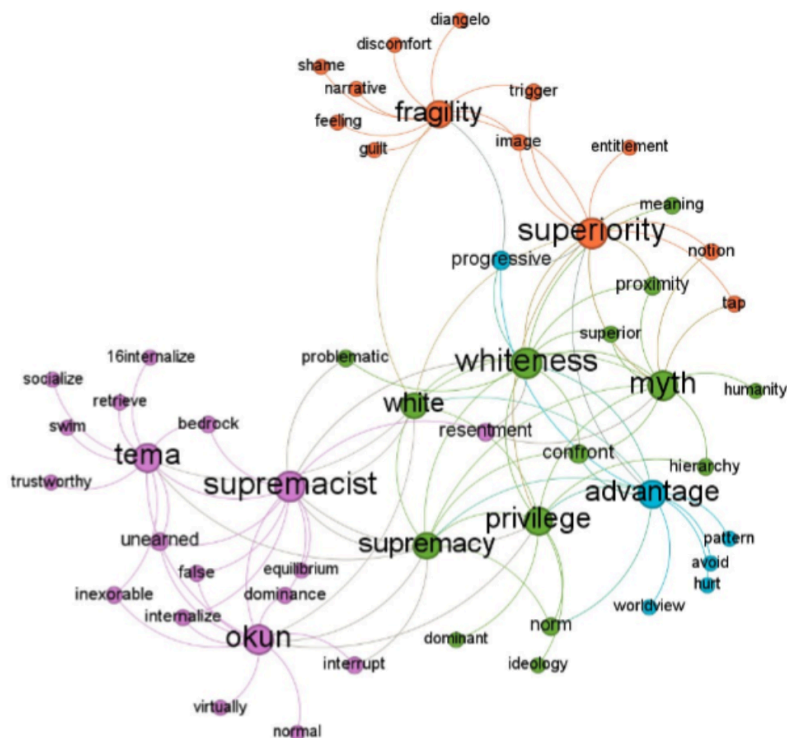 diangelo
discomfort
shame
narrative
trigger
fragility
feeling
image
guilt
entitlement
meaning
superiority
notion
progressive
proximity
tap
superior
16internalize
problematic
whiteness
socialize
myth
humanity
retrieve
white
swim
bedrock
resentment
tema
confront
hierarchy
trustworthy
supremacist
advantage
privilege
unearned
supremacy
pattern
false
equilibrium
avoid
inexorable
dominance
hurt
internalize
worldview
okun
norm
dominant
interrupt
ideology
virtually
normal